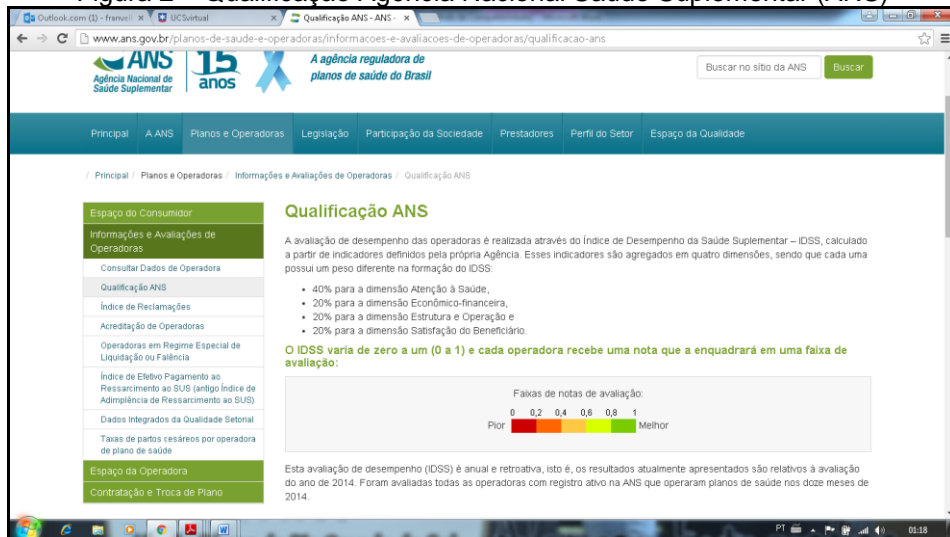 Figura 2 – Qualificação Agência Nacional Saúde Suplementar (ANS)
Outlook.com (1) - franvell
UCSvirtual
Qualificação ANS - ANS -
www.ans.gov.br/planos-de-saude-e-operadoras/informacoes-e-avaliacoes-de-operadoras/qualificacao-ans
ANS
Agência Nacional de
Saúde Suplementar
15
anos
A agência reguladora de
planos de saúde do Brasil
Buscar no sítio da ANS
Buscar
Principal
A ANS
Planos e Operadoras
Legislação
Participação da Sociedade
Prestadores
Perfil do Setor
Espaço da Qualidade
/ Principal / Planos e Operadoras / Informações e Avaliações de Operadoras / Qualificação ANS
Espaço do Consumidor
Informações e Avaliações de
Operadoras
Consultar Dados de Operadora
Qualificação ANS
Índice de Reclamações
Acreditação de Operadoras
Operadoras em Regime Especial de
Liquidação ou Falência
Índice de Efetivo Pagamento ao
Ressarcimento ao SUS (antigo Índice de
Adimplência de Ressarcimento ao SUS)
Dados Integrados da Qualidade Setorial
Taxas de partos cesáreos por operadora
de plano de saúde
Espaço da Operadora
Contratação e Troca de Plano
Qualificação ANS
A avaliação de desempenho das operadoras é realizada através do Índice de Desempenho da Saúde Suplementar – IDSS, calculado
a partir de indicadores definidos pela própria Agência. Esses indicadores são agregados em quatro dimensões, sendo que cada uma
possui um peso diferente na formação do IDSS:
• 40% para a dimensão Atenção à Saúde,
• 20% para a dimensão Econômico-financeira,
• 20% para a dimensão Estrutura e Operação e
• 20% para a dimensão Satisfação do Beneficiário.
O IDSS varia de zero a um (0 a 1) e cada operadora recebe uma nota que a enquadrará em uma faixa de
avaliação:
Faixas de notas de avaliação:
0 0,2 0,4 0,6 0,8 1
Pior Melhor
Esta avaliação de desempenho (IDSS) é anual e retroativa, isto é, os resultados atualmente apresentados são relativos à avaliação
do ano de 2014. Foram avaliadas todas as operadoras com registro ativo na ANS que operaram planos de saúde nos doze meses de
2014.
PT
01:18